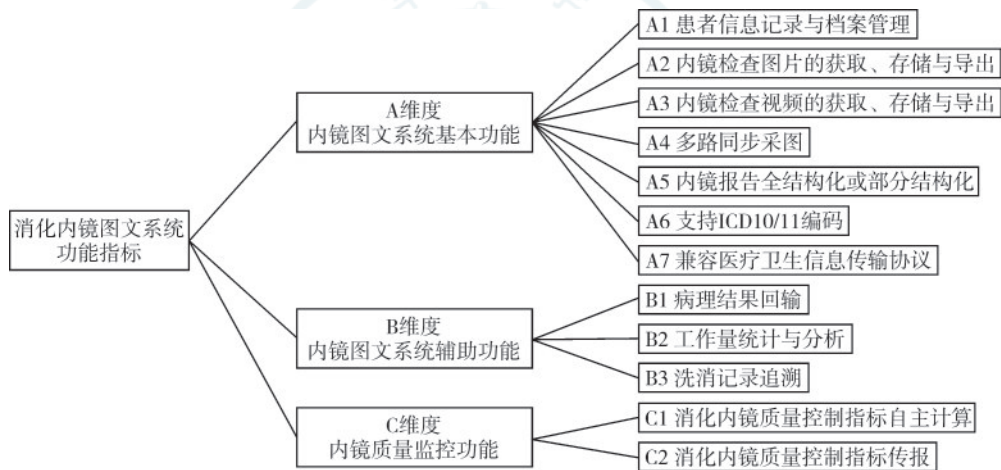 消化内镜图文系统
功能指标
A维度
内镜图文系统基本功能
A1 患者信息记录与档案管理
A2 内镜检查图片的获取、存储与导出
A3 内镜检查视频的获取、存储与导出
A4 多路同步采图
A5 内镜报告全结构化或部分结构化
A6 支持ICD10/11编码
A7 兼容医疗卫生信息传输协议
B维度
内镜图文系统辅助功能
B1 病理结果回输
B2 工作量统计与分析
B3 洗消记录追溯
C维度
内镜质量监控功能
C1 消化内镜质量控制指标自主计算
C2 消化内镜质量控制指标传报